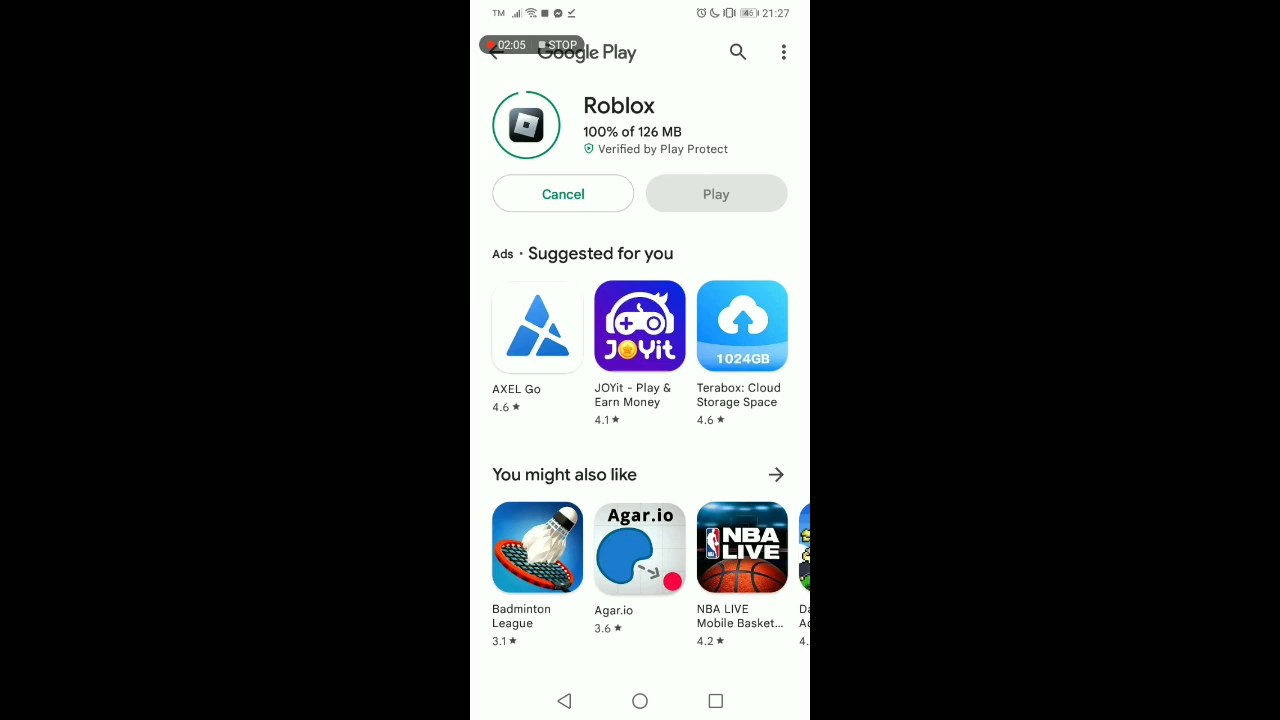 TM 46 21:27
02:05 STOP
Google Play
Roblox
100% of 126 MB
Verified by Play Protect
Cancel Play
Ads · Suggested for you
JOYit
1024GB
AXEL Go
4.6 ★
JOYit - Play &
Earn Money
4.1 ★
Terabox: Cloud
Storage Space
4.6 ★
You might also like
Agar.io
NBA
LIVE
Badminton
League
3.1 ★
Agar.io
3.6 ★
NBA LIVE
Mobile Basket...
4.2 ★